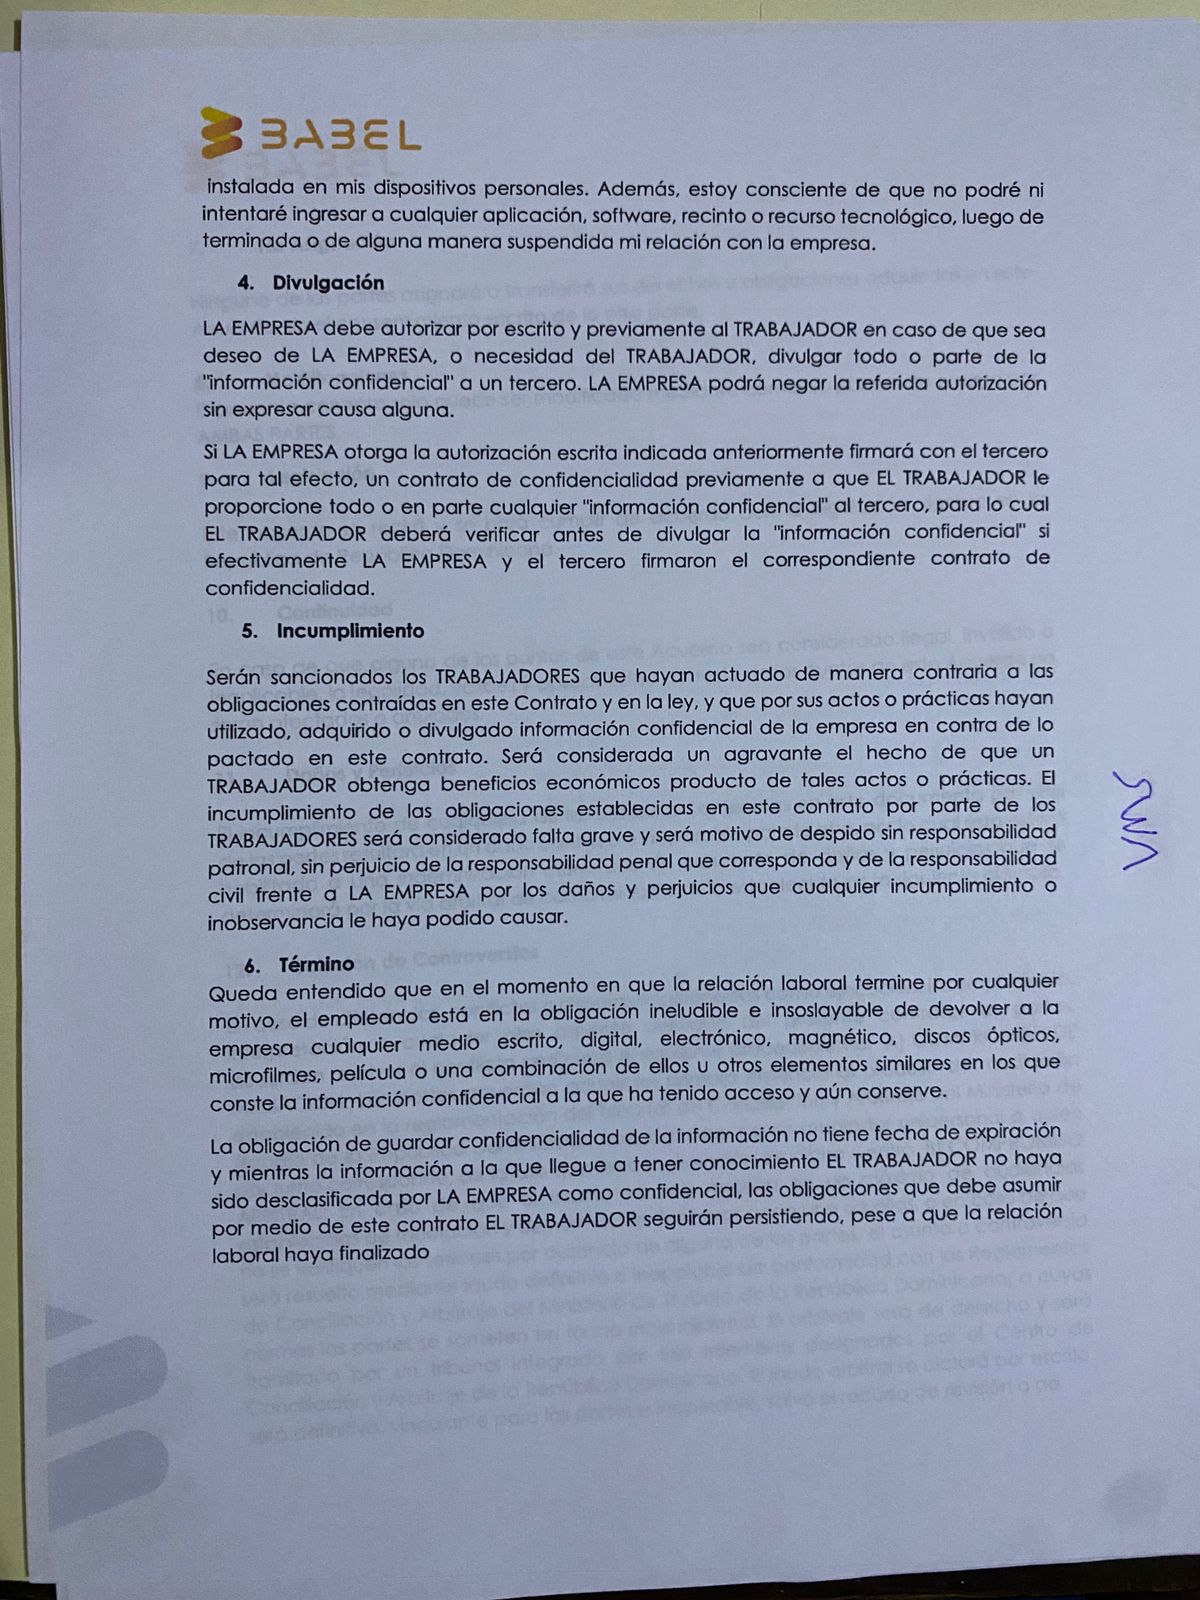 BABEL
instalada en mis dispositivos personales. Además, estoy consciente de que no podré ni
intentaré ingresar a cualquier aplicación, software, recinto o recurso tecnológico, luego de
terminada o de alguna manera suspendida mi relación con la empresa.
4. Divulgación
LA EMPRESA debe autorizar por escrito y previamente al TRABAJADOR en caso de que sea
deseo de LA EMPRESA, o necesidad del TRABAJADOR, divulgar todo o parte de la
"información confidencial" a un tercero. LA EMPRESA podrá negar la referida autorización
sin expresar causa alguna.
Si LA EMPRESA otorga la autorización escrita indicada anteriormente firmará con el tercero
para tal efecto, un contrato de confidencialidad previamente a que EL TRABAJADOR le
proporcione todo o en parte cualquier "información confidencial" al tercero, para lo cual
EL TRABAJADOR deberá verificar antes de divulgar la "información confidencial" si
efectivamente LA EMPRESA y el tercero firmaron el correspondiente contrato de
confidencialidad.
5. Incumplimiento
Serán sancionados los TRABAJADORES que hayan actuado de manera contraria a las
obligaciones contraídas en este Contrato y en la ley, y que por sus actos o prácticas hayan
utilizado, adquirido o divulgado información confidencial de la empresa en contra de lo
pactado en este contrato. Será considerada un agravante el hecho de que un
TRABAJADOR obtenga beneficios económicos producto de tales actos o prácticas. El
incumplimiento de las obligaciones establecidas en este contrato por parte de los
TRABAJADORES será considerado falta grave y será motivo de despido sin responsabilidad
patronal, sin perjuicio de la responsabilidad penal que corresponda y de la responsabilidad
civil frente a LA EMPRESA por los daños y perjuicios que cualquier incumplimiento o
inobservancia le haya podido causar.
6. Término
Queda entendido que en el momento en que la relación laboral termine por cualquier
motivo, el empleado está en la obligación ineludible e insoslayable de devolver a la
empresa cualquier medio escrito, digital, electrónico, magnético, discos ópticos,
microfilmes, película o una combinación de ellos u otros elementos similares en los que
conste la información confidencial a la que ha tenido acceso y aún conserve.
La obligación de guardar confidencialidad de la información no tiene fecha de expiración
y mientras la información a la que llegue a tener conocimiento EL TRABAJADOR no haya
sido desclasificada por LA EMPRESA como confidencial, las obligaciones que debe asumir
por medio de este contrato EL TRABAJADOR seguirán persistiendo, pese a que la relación
laboral haya finalizado